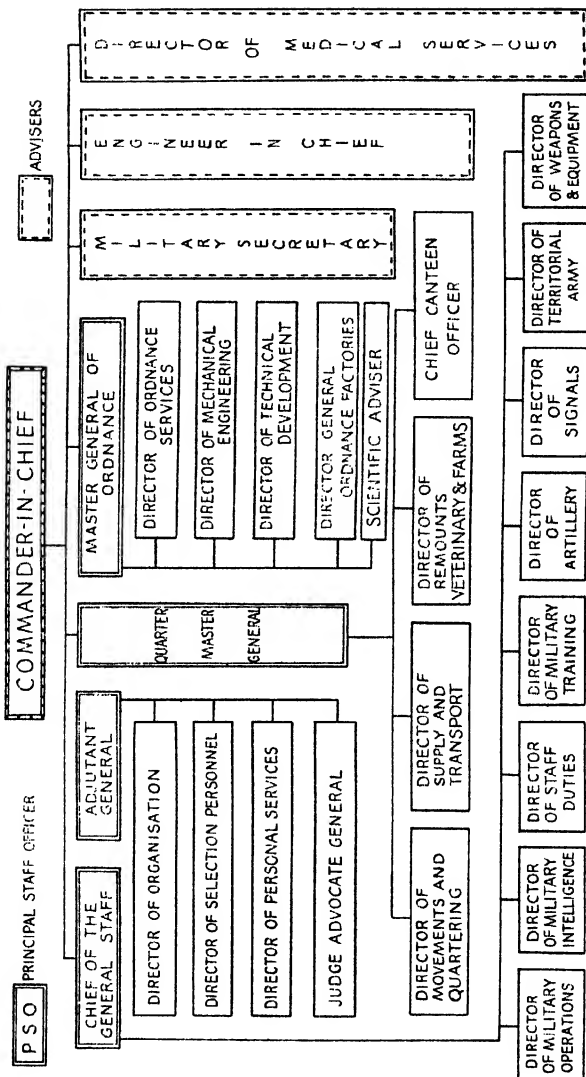 PSO
PRINCIPAL STAFF OFFICER
COMMANDER-IN-CHIEF
ADVISERS
CHIEF OF THE
GENERAL STAFF
ADJUTANT
GENERAL
QUARTER
MASTER
GENERAL
MASTER GENERAL OF
ORDNANCE
MILITARY SECRETARY
ENGINEER IN CHIEF
DIRECTOR OF MEDICAL SERVICES
DIRECTOR OF ORGANISATION
DIRECTOR OF SELECTION PERSONNEL
DIRECTOR OF PERSONAL SERVICES
JUDGE ADVOCATE GENERAL
DIRECTOR OF ORDNANCE
SERVICES
DIRECTOR OF MECHANICAL
ENGINEERING
DIRECTOR OF TECHNICAL
DEVELOPMENT
DIRECTOR GENERAL
ORDNANCE FACTORIES
SCIENTIFIC ADVISER
DIRECTOR OF
MOVEMENTS AND
QUARTERING
DIRECTOR OF
SUPPLY AND
TRANSPORT
DIRECTOR OF
REMOUNTS
VETERINARY & FARMS
CHIEF CANTEEN
OFFICER
DIRECTOR
OF MILITARY
OPERATIONS
DIRECTOR
OF MILITARY
INTELLIGENCE
DIRECTOR
OF STAFF
DUTIES
DIRECTOR
OF MILITARY
TRAINING
DIRECTOR
OF
ARTILLERY
DIRECTOR
OF
SIGNALS
DIRECTOR OF
TERRITORIAL
ARMY
DIRECTOR
OF WEAPONS
& EQUIPMENT